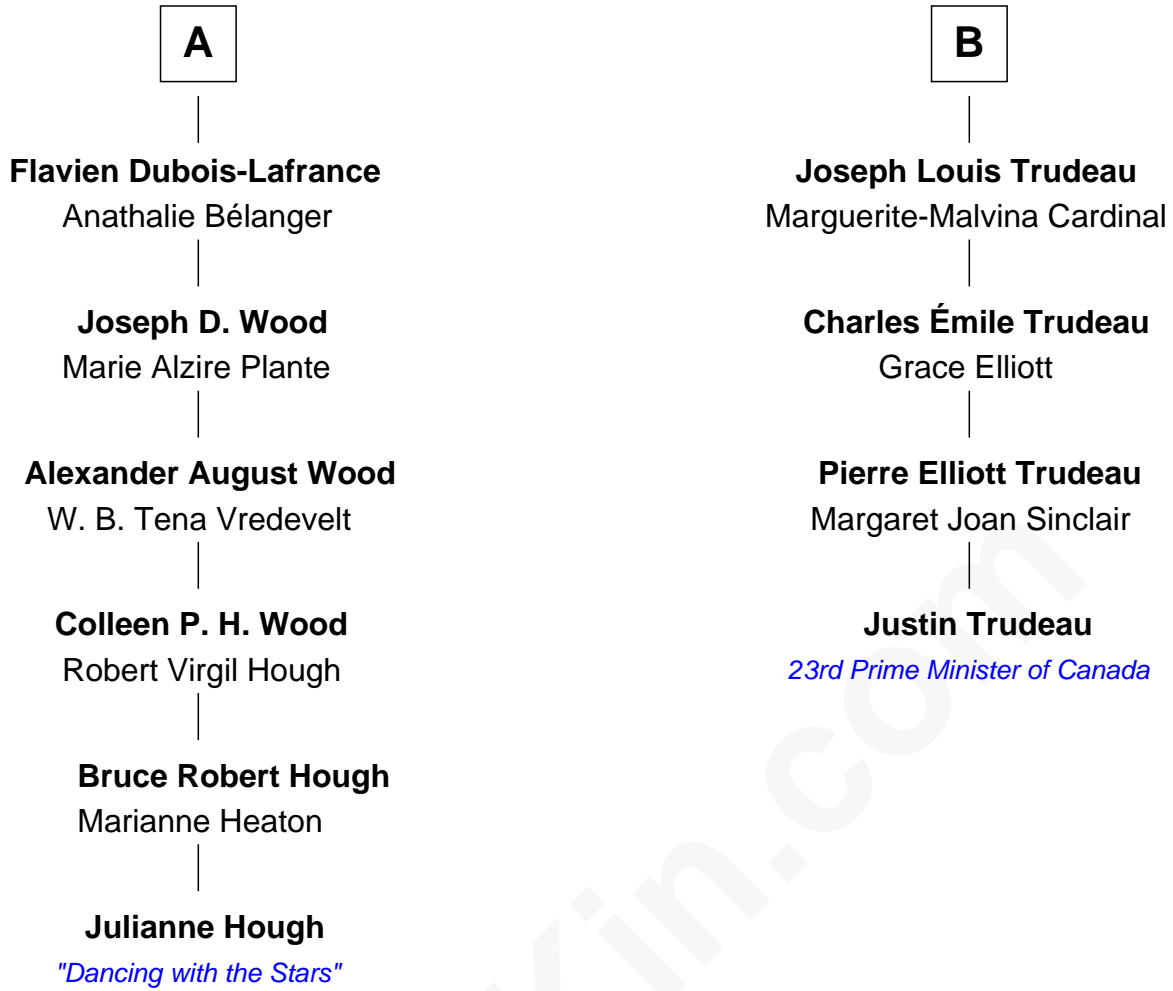 A
Flavien Dubois-Lafrance
Anathalie Bélanger
Joseph D. Wood
Marie Alzire Plante
Alexander August Wood
W. B. Tena Vredevelt
Colleen P. H. Wood
Robert Virgil Hough
Bruce Robert Hough
Marianne Heaton
Julianne Hough
"Dancing with the Stars"
B
Joseph Louis Trudeau
Marguerite-Malvina Cardinal
Charles Émile Trudeau
Grace Elliott
Pierre Elliott Trudeau
Margaret Joan Sinclair
Justin Trudeau
23rd Prime Minister of Canada